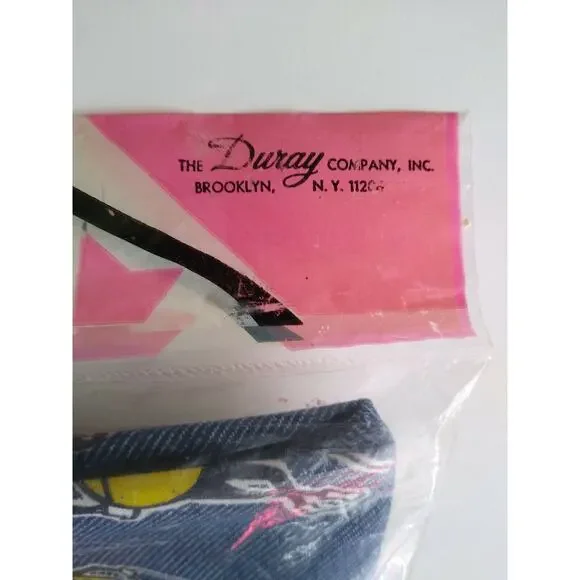 THE Duray COMPANY, INC.
BROOKLYN, N.Y.